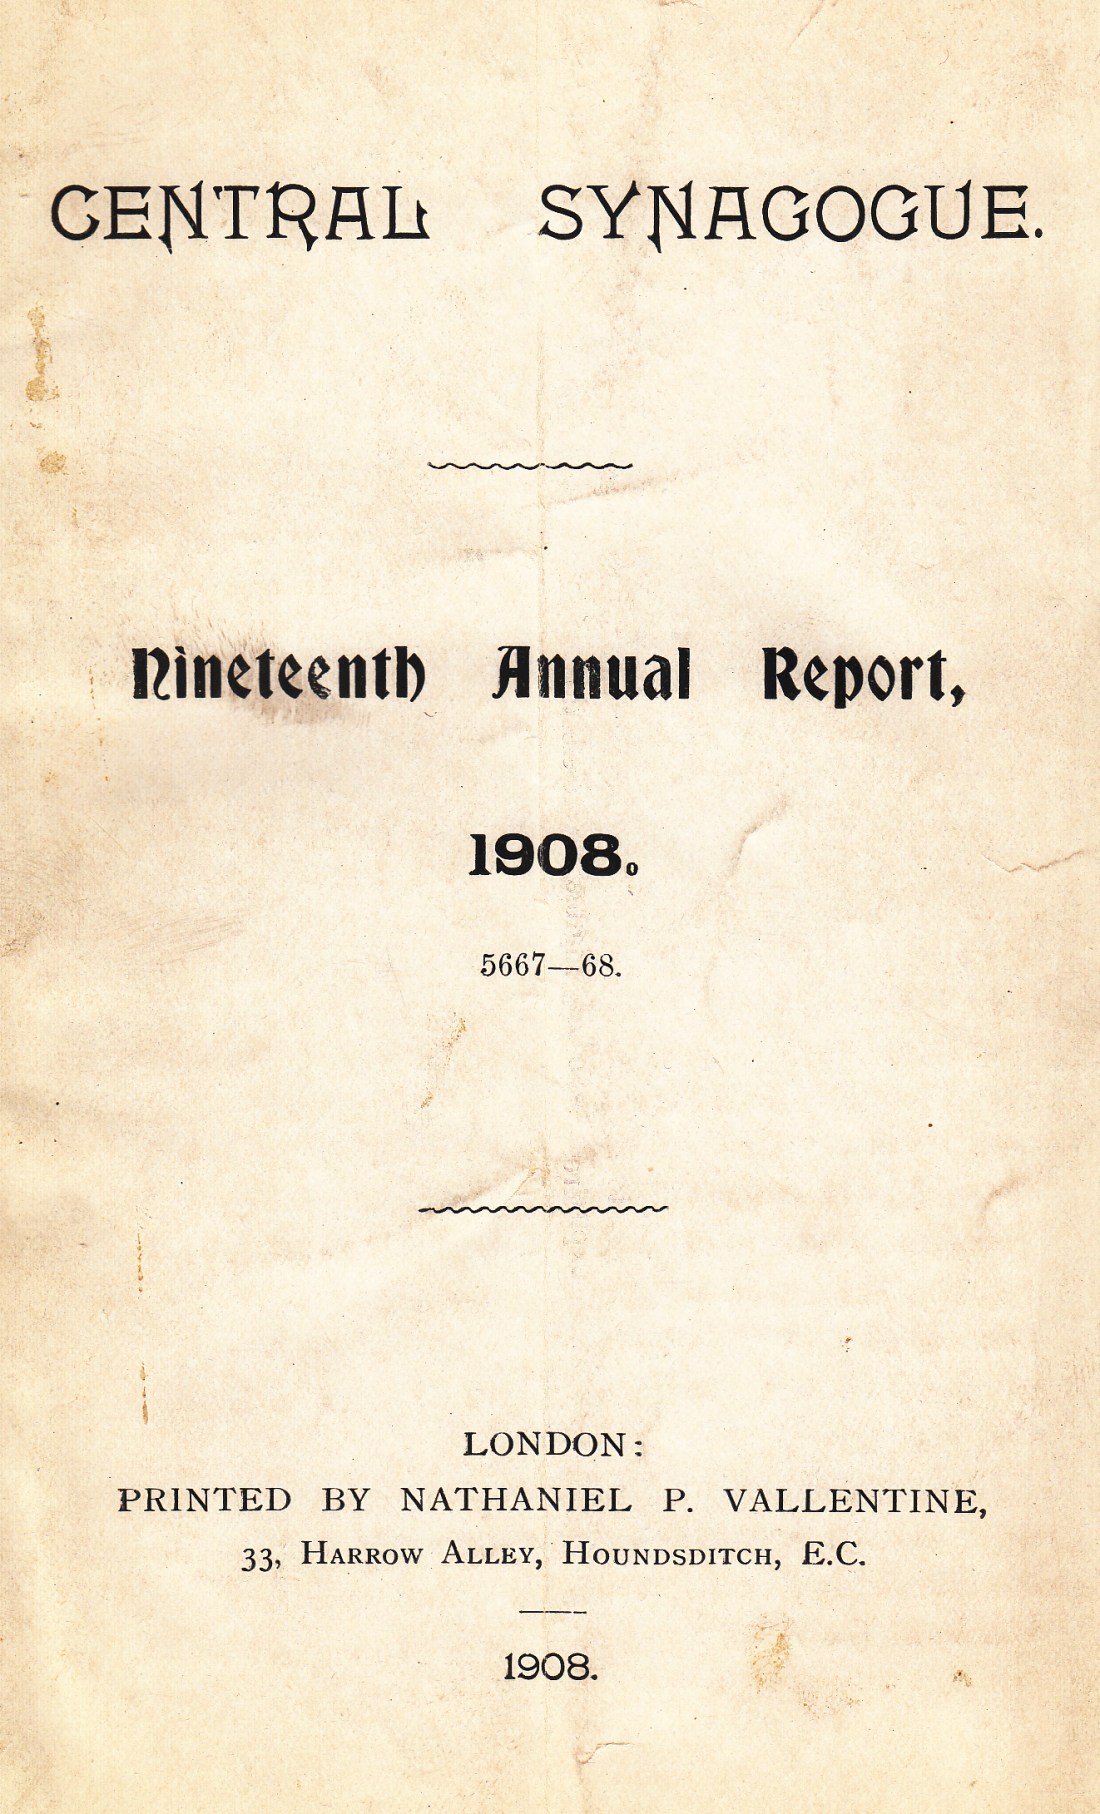 CENTRAL SYNAGOGUE.
Nineteenth Annual Report,
1908.
5667—68.
LONDON:
PRINTED BY NATHANIEL P. VALLENTINE,
33, HARROW ALLEY, HOUNDSDITCH, E.C.
1908.